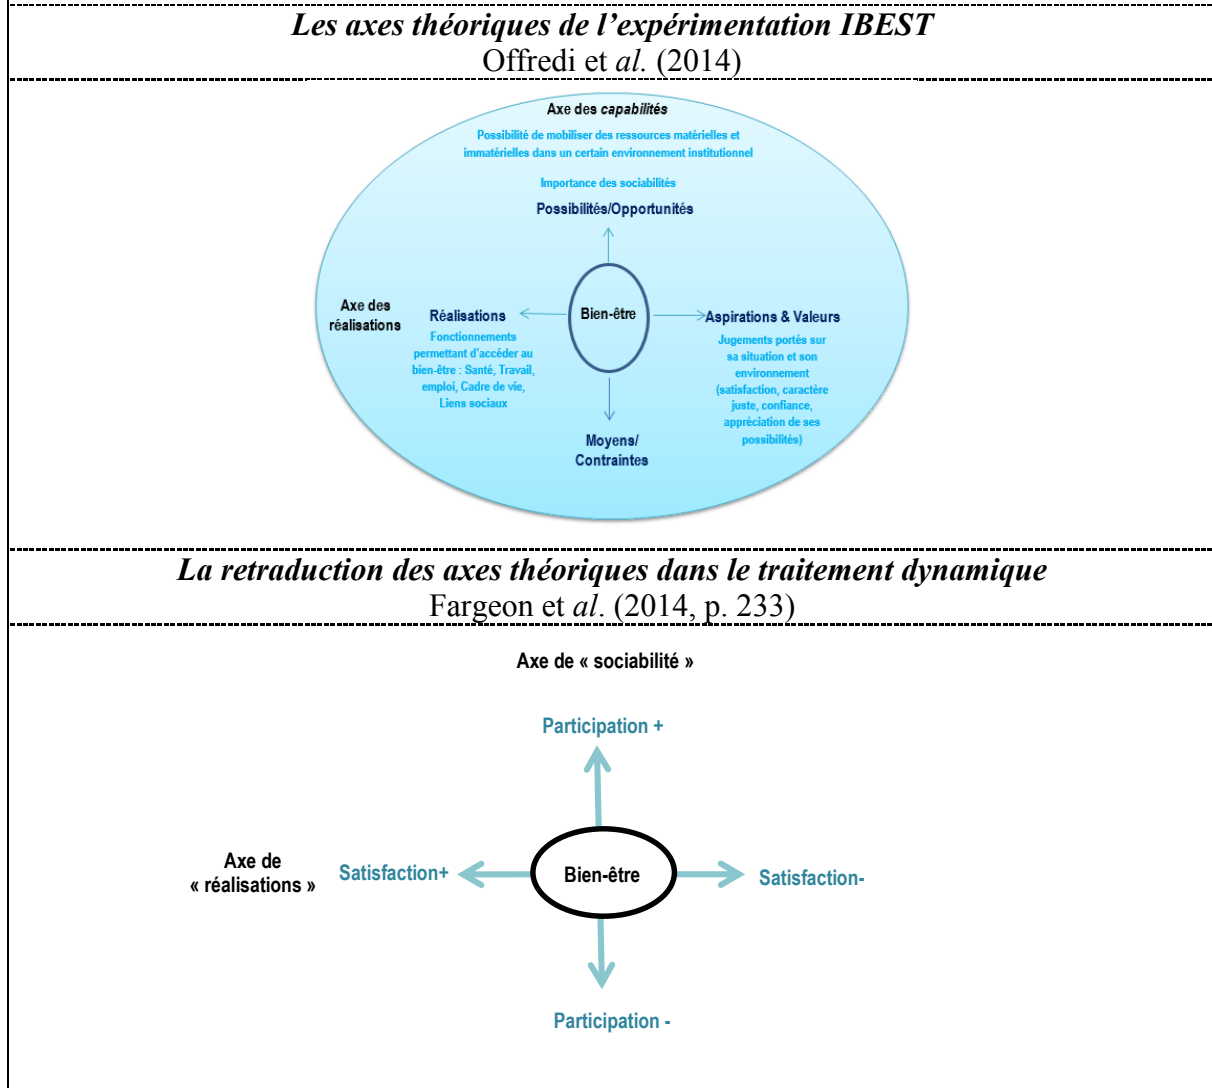 Les axes théoriques de l’expérimentation IBEST
Offredi et al. (2014)
Axe des capabilités
Possibilité de mobiliser des ressources matérielles et
immatérielles dans un certain environnement institutionnel
Importance des sociabilités
Possibilités/Opportunités
Axe des
réalisations
Réalisations
Fonctionnements
permettant d'accéder au
bien-être : Santé, Travail,
emploi, Cadre de vie,
Liens sociaux
Bien-être
Aspirations & Valeurs
Jugements portés sur
sa situation et son
environnement
(satisfaction, caractère
juste, confiance,
appréciation de ses
possibilités)
Moyens/
Contraintes
La retraduction des axes théoriques dans le traitement dynamique
Fargeon et al. (2014, p. 233)
Axe de « sociabilité »
Participation +
Axe de
« réalisations »
Satisfaction+
Bien-être
Satisfaction-
Participation -